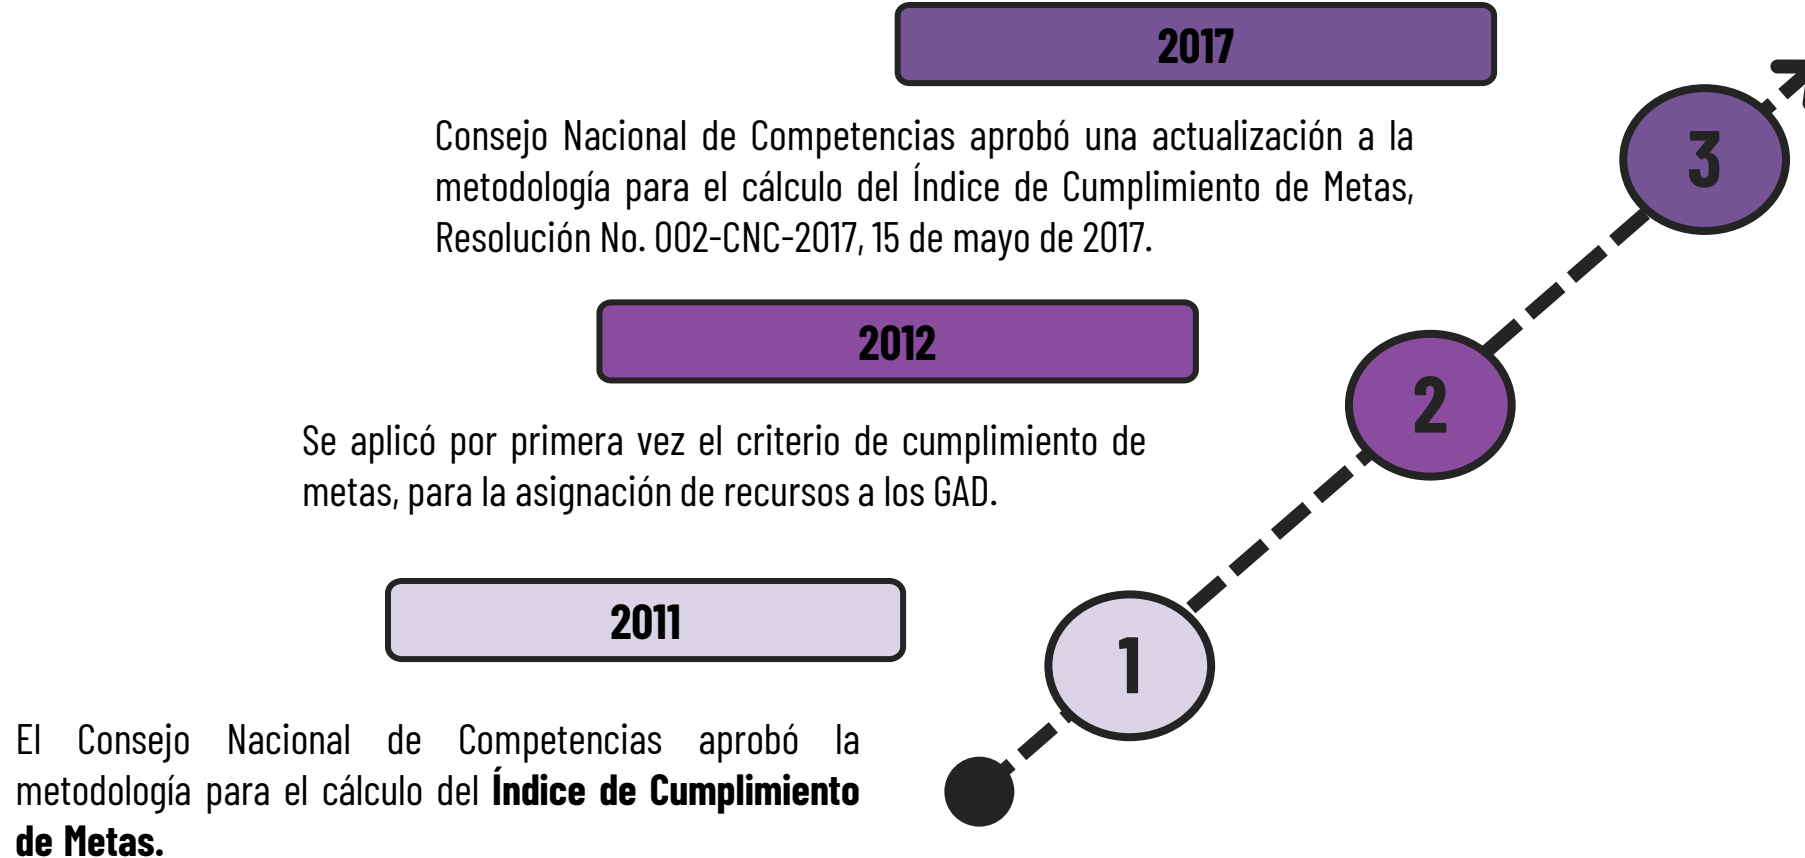 2017
Consejo Nacional de Competencias aprobó una actualización a la
metodología para el cálculo del Índice de Cumplimiento de Metas,
Resolución No. 002-CNC-2017, 15 de mayo de 2017.
3
2012
2
Se aplicó por primera vez el criterio de cumplimiento de
metas, para la asignación de recursos a los GAD.
2011
1
El Consejo Nacional de Competencias aprobó la
metodología para el cálculo del Índice de Cumplimiento
de Metas.